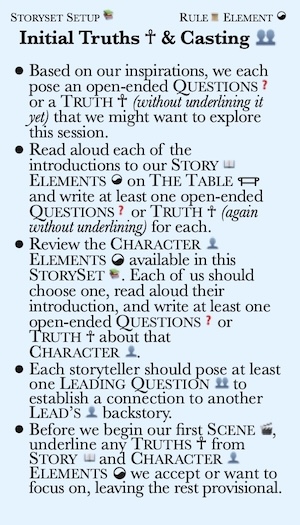 Storyset Setup 📚 Rule 📜 Element ☯
Initial Truths ☥ & Casting 👥
• Based on our inspirations, we each
pose an open-ended Questions ❓
or a Truth ☥ (without underlining it
yet) that we might want to explore
this session.
• Read aloud each of the
introductions to our Story 📖
Elements ☯ on The Table
and write at least one open-ended
Questions ❓ or Truth ☥ (again
without underlining) for each.
• Review the Character 👤
Elements ☯ available in this
StorySet 📚. Each of us should
choose one, read aloud their
introduction, and write at least one
open-ended Questions ❓ or
Truth ☥ about that
Character 👤.
• Each storyteller should pose at least
one Leading Question 👥 to
establish a connection to another
Lead's 👤 backstory.
• Before we begin our first Scene 🎬,
underline any Truths ☥ from
Story 📖 and Character 👤
Elements ☯ we accept or want to
focus on, leaving the rest provisional.